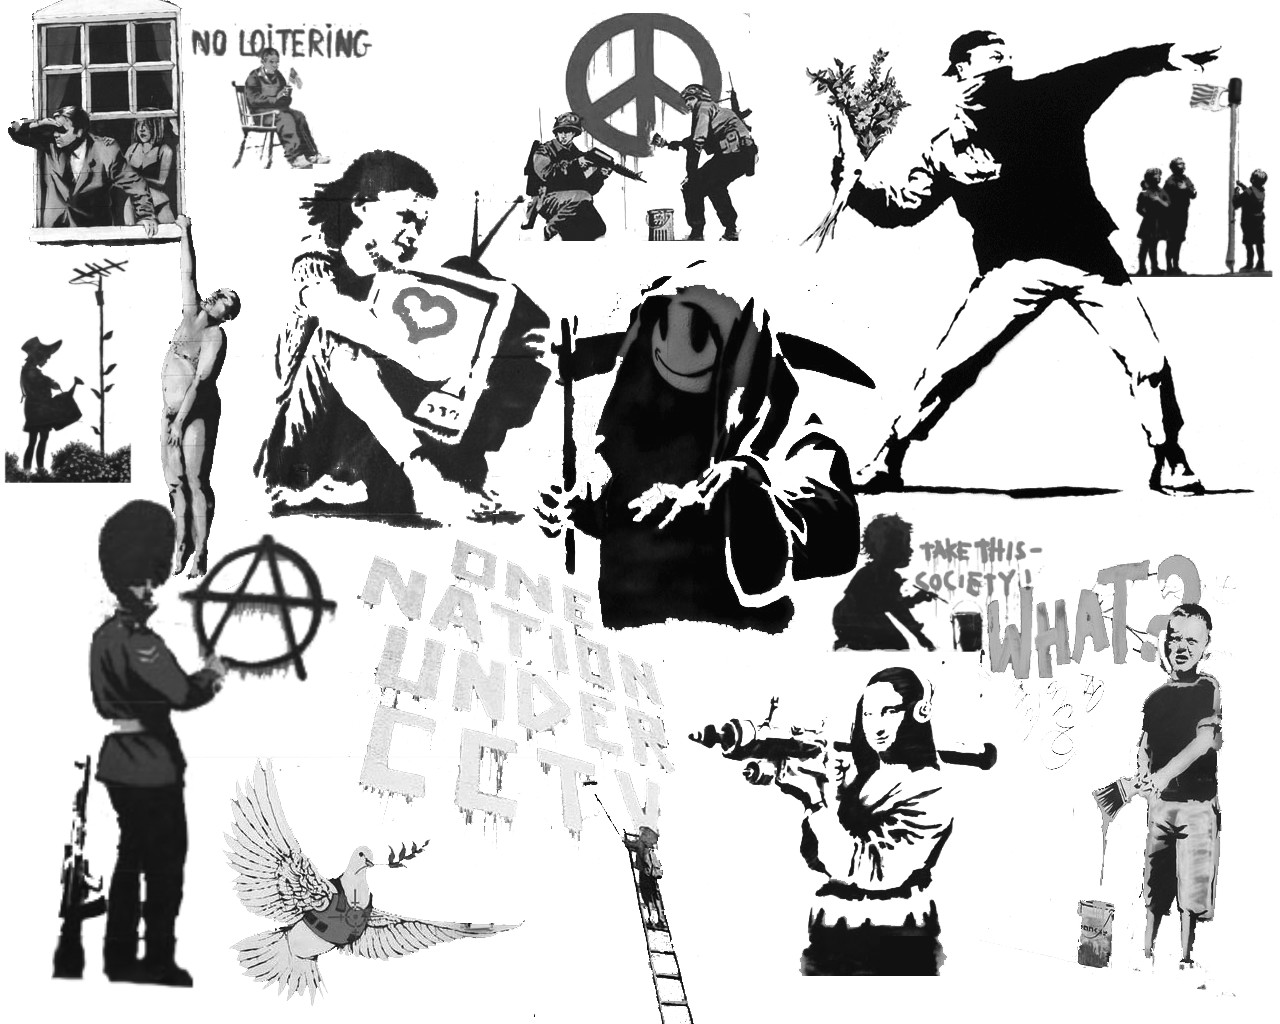 NO LOITERING
TAKE THIS-
SOCIETY!
WHAT?
ONE
NATION
UNDER
CCTV